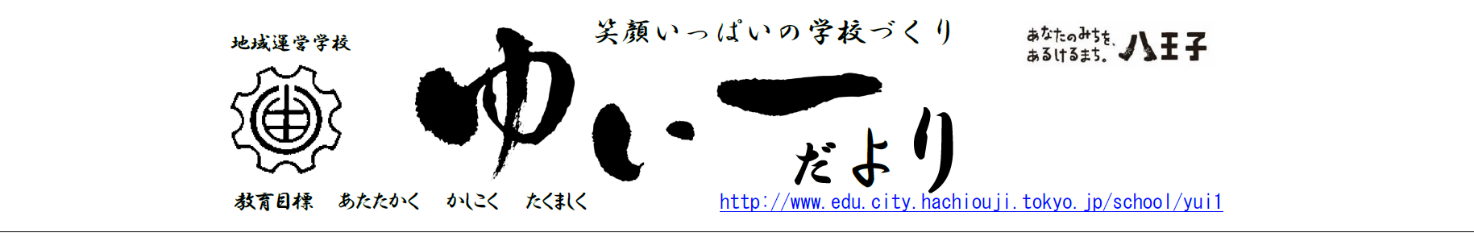 地域運営学校
笑顔いっぱいの学校づくり
あなたのみちを、
あるけるまち。八王子
ゆい一
だより
教育目標 あたたかく かしこく たくましく
http://www.edu.city.hachiouji.tokyo.jp/school/yui1